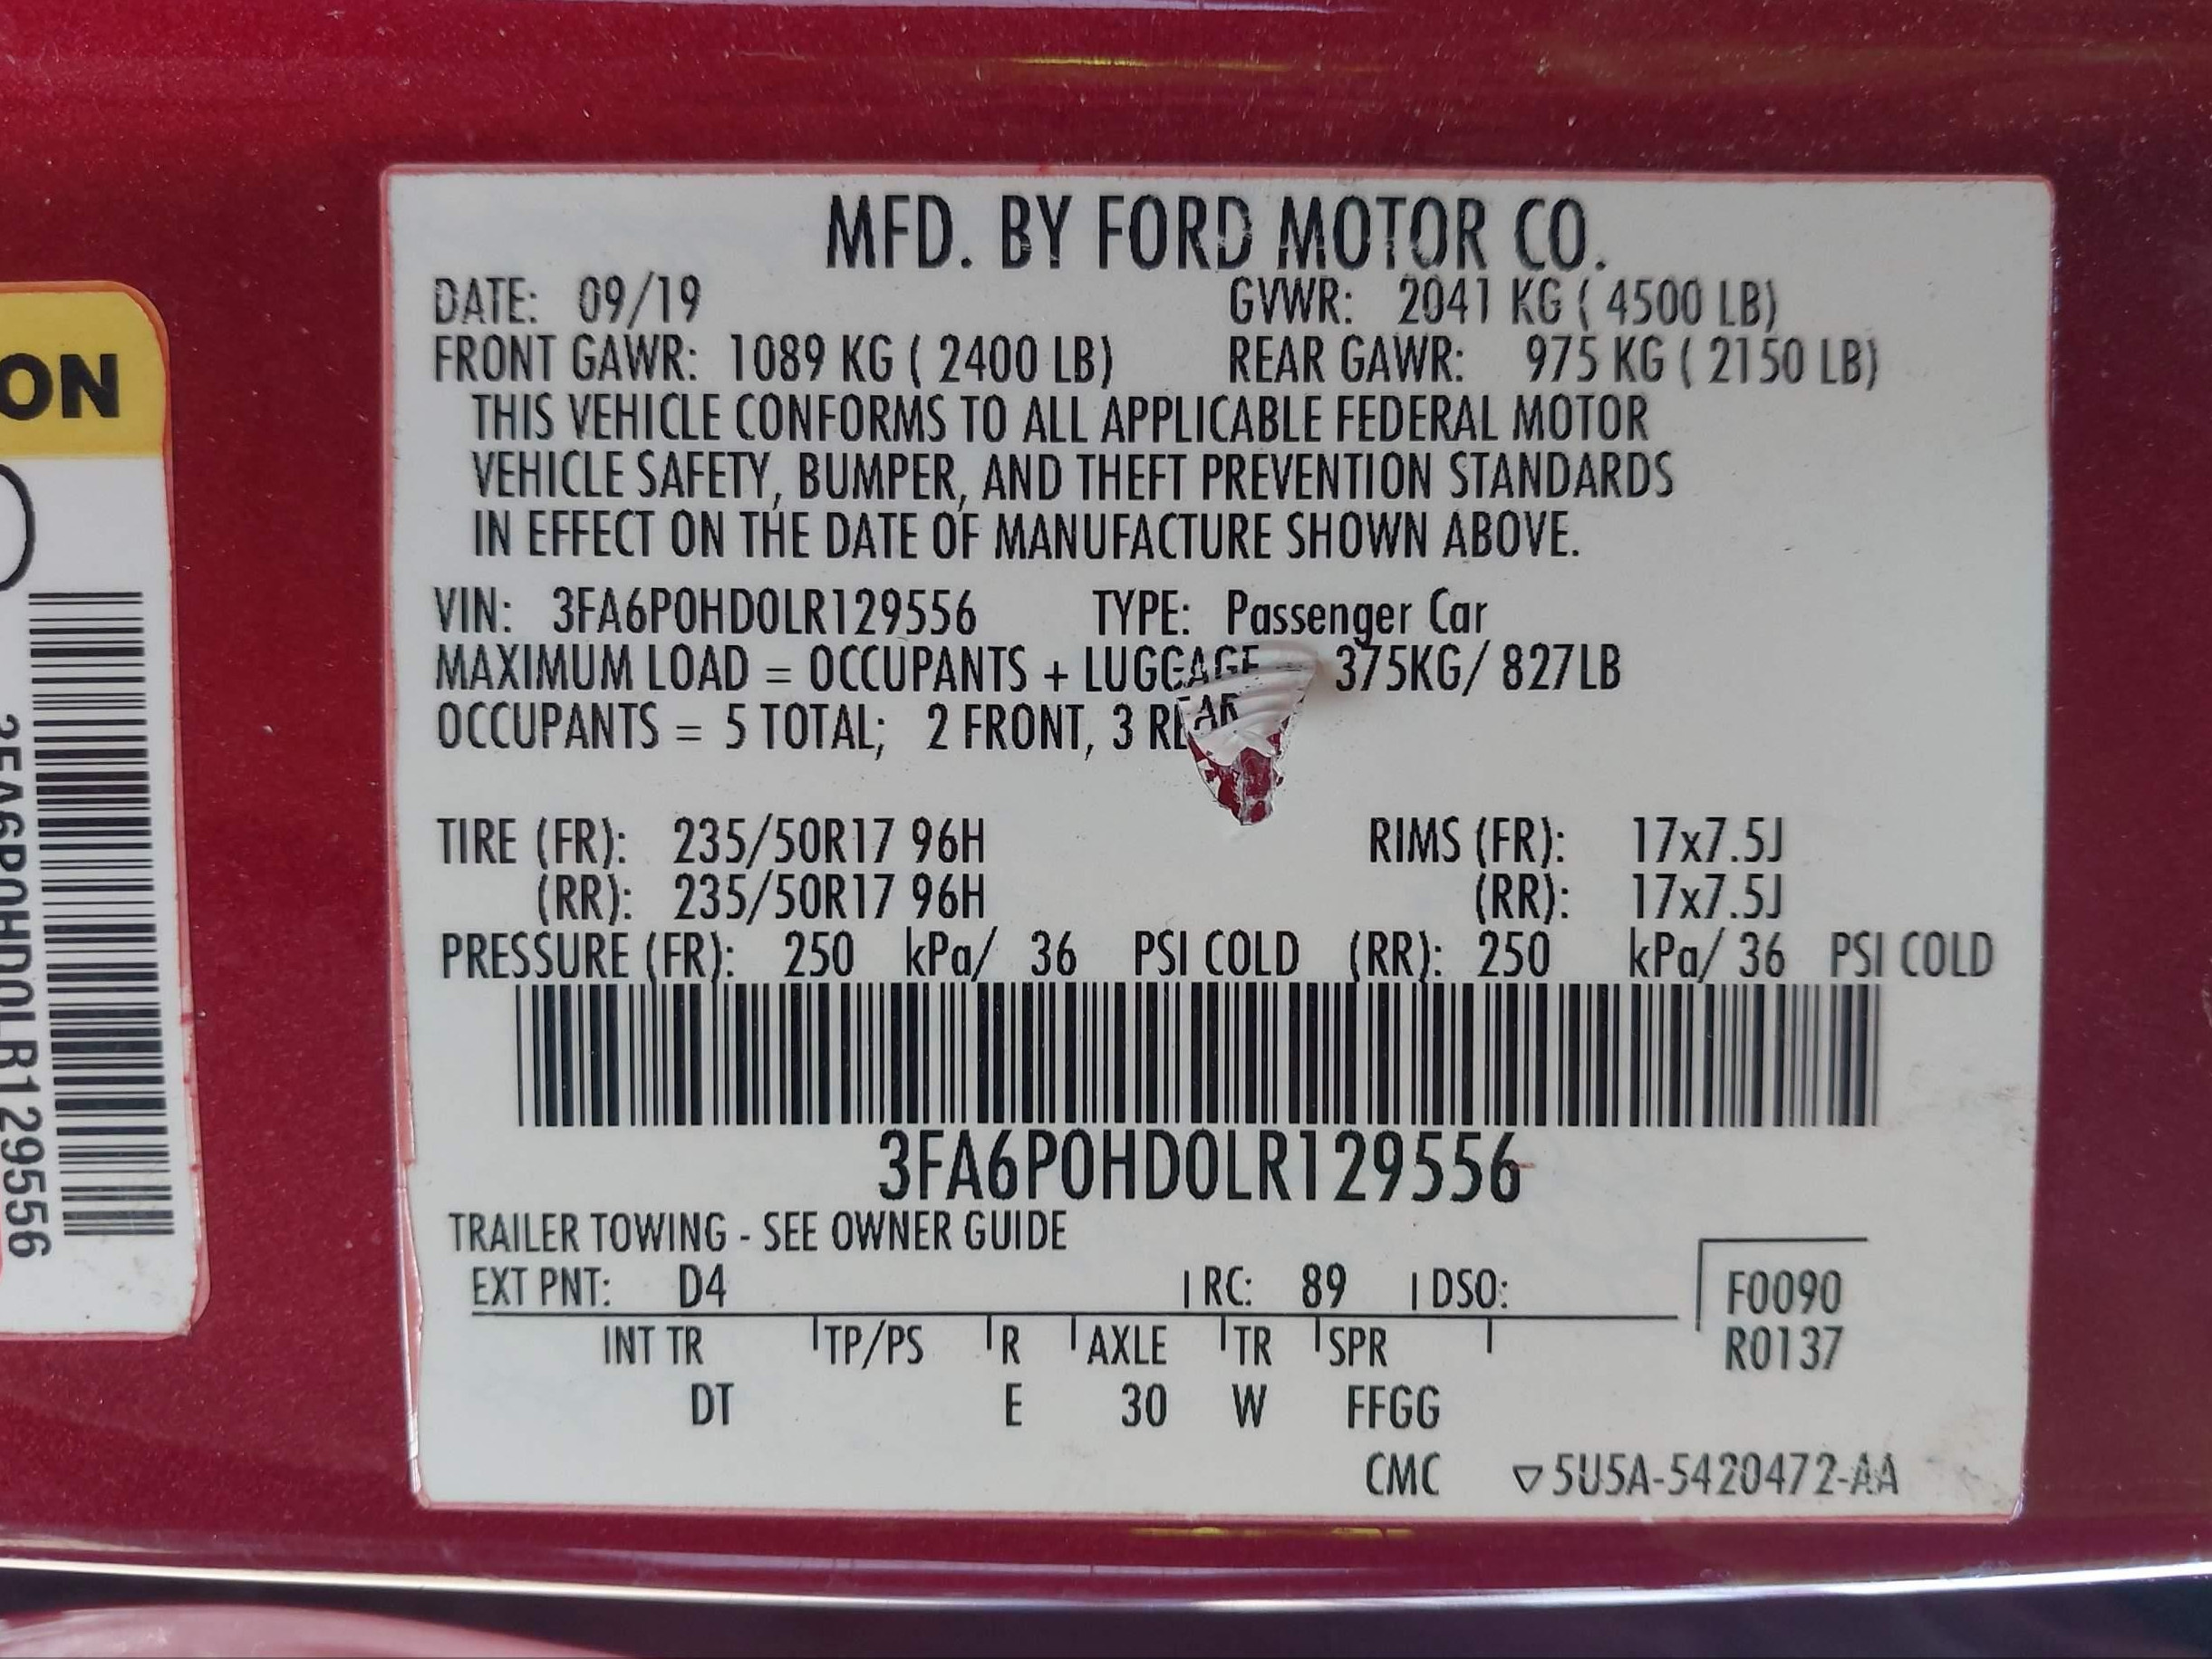 MFD. BY FORD MOTOR CO.
DATE: 09/19 GVWR: 2041 KG ( 4500 LB)
FRONT GAWR: 1089 KG ( 2400 LB) REAR GAWR: 975 KG ( 2150 LB)
THIS VEHICLE CONFORMS TO ALL APPLICABLE FEDERAL MOTOR
VEHICLE SAFETY, BUMPER, AND THEFT PREVENTION STANDARDS
IN EFFECT ON THE DATE OF MANUFACTURE SHOWN ABOVE.
VIN: 3FA6P0HD0LR129556 TYPE: Passenger Car
MAXIMUM LOAD = OCCUPANTS + LUGGAGE 375KG/ 827LB
OCCUPANTS = 5 TOTAL; 2 FRONT, 3 REAR
TIRE (FR): 235/50R17 96H RIMS (FR): 17x7.5J
(RR): 235/50R17 96H (RR): 17x7.5J
PRESSURE (FR): 250 kPa/ 36 PSI COLD (RR): 250 kPa/ 36 PSI COLD
3FA6P0HD0LR129556
TRAILER TOWING - SEE OWNER GUIDE
EXT PNT: D4 RC: 89 DSO:
F0090
INT TR TP/PS R AXLE TR SPR
R0137
DT E 30 W FFGG
CMC ▽5U5A-5420472-AA
ON
3FA6P0HD0LR129556